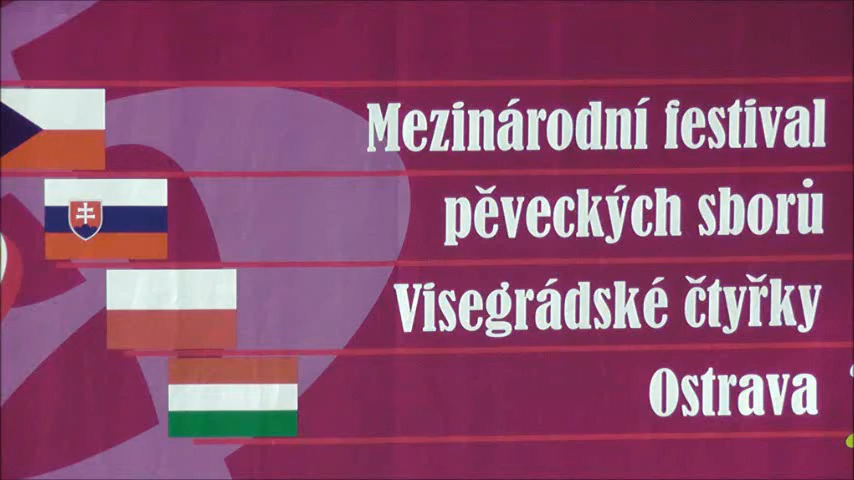 Mezinárodní festival
pěveckých sborů
Visegrádské čtyřky
Ostrava